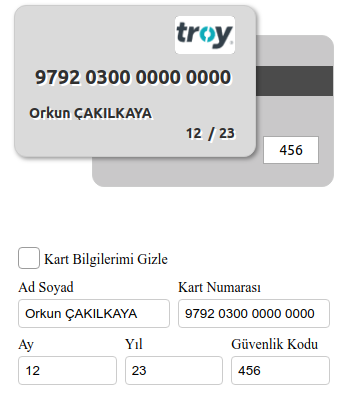 troy
9792 0300 0000 0000
Orkun ÇAKILKAYA
12 / 23
456
Kart Bilgilerimi Gizle
Ad Soyad Kart Numarası
Orkun ÇAKILKAYA 9792 0300 0000 0000
Ay Yıl Güvenlik Kodu
12 23 456